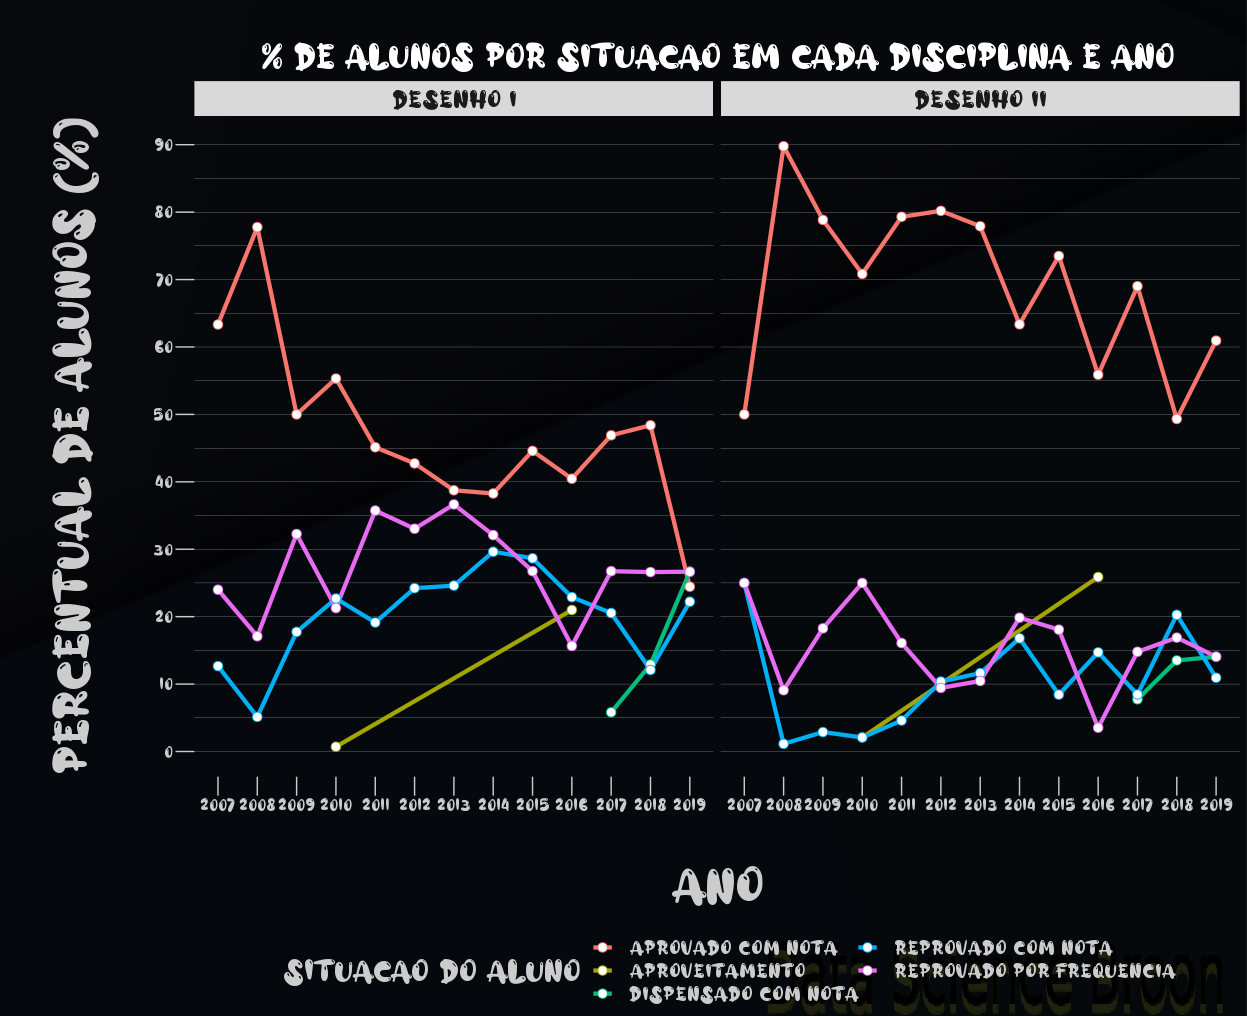 % DE ALUNOS POR SITUACAO EM CADA DISCIPLINA E ANO
DESENHO I
DESENHO II
PERCENTUAL DE ALUNOS (%)
90
80
70
60
50
40
30
20
10
0
2007 2008 2009 2010 2011 2012 2013 2014 2015 2016 2017 2018 2019
2007 2008 2009 2010 2011 2012 2013 2014 2015 2016 2017 2018 2019
ANO
SITUACAO DO ALUNO
APROVADO COM NOTA
APROVEITAMENTO
DISPENSADO COM NOTA
REPROVADO COM NOTA
REPROVADO POR FREQUENCIA
Data Science Broon